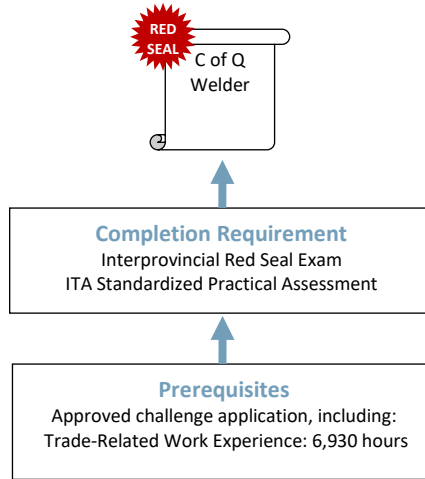 RED
SEAL
C of Q
Welder
Completion Requirement
Interprovincial Red Seal Exam
ITA Standardized Practical Assessment
Prerequisites
Approved challenge application, including:
Trade-Related Work Experience: 6,930 hours